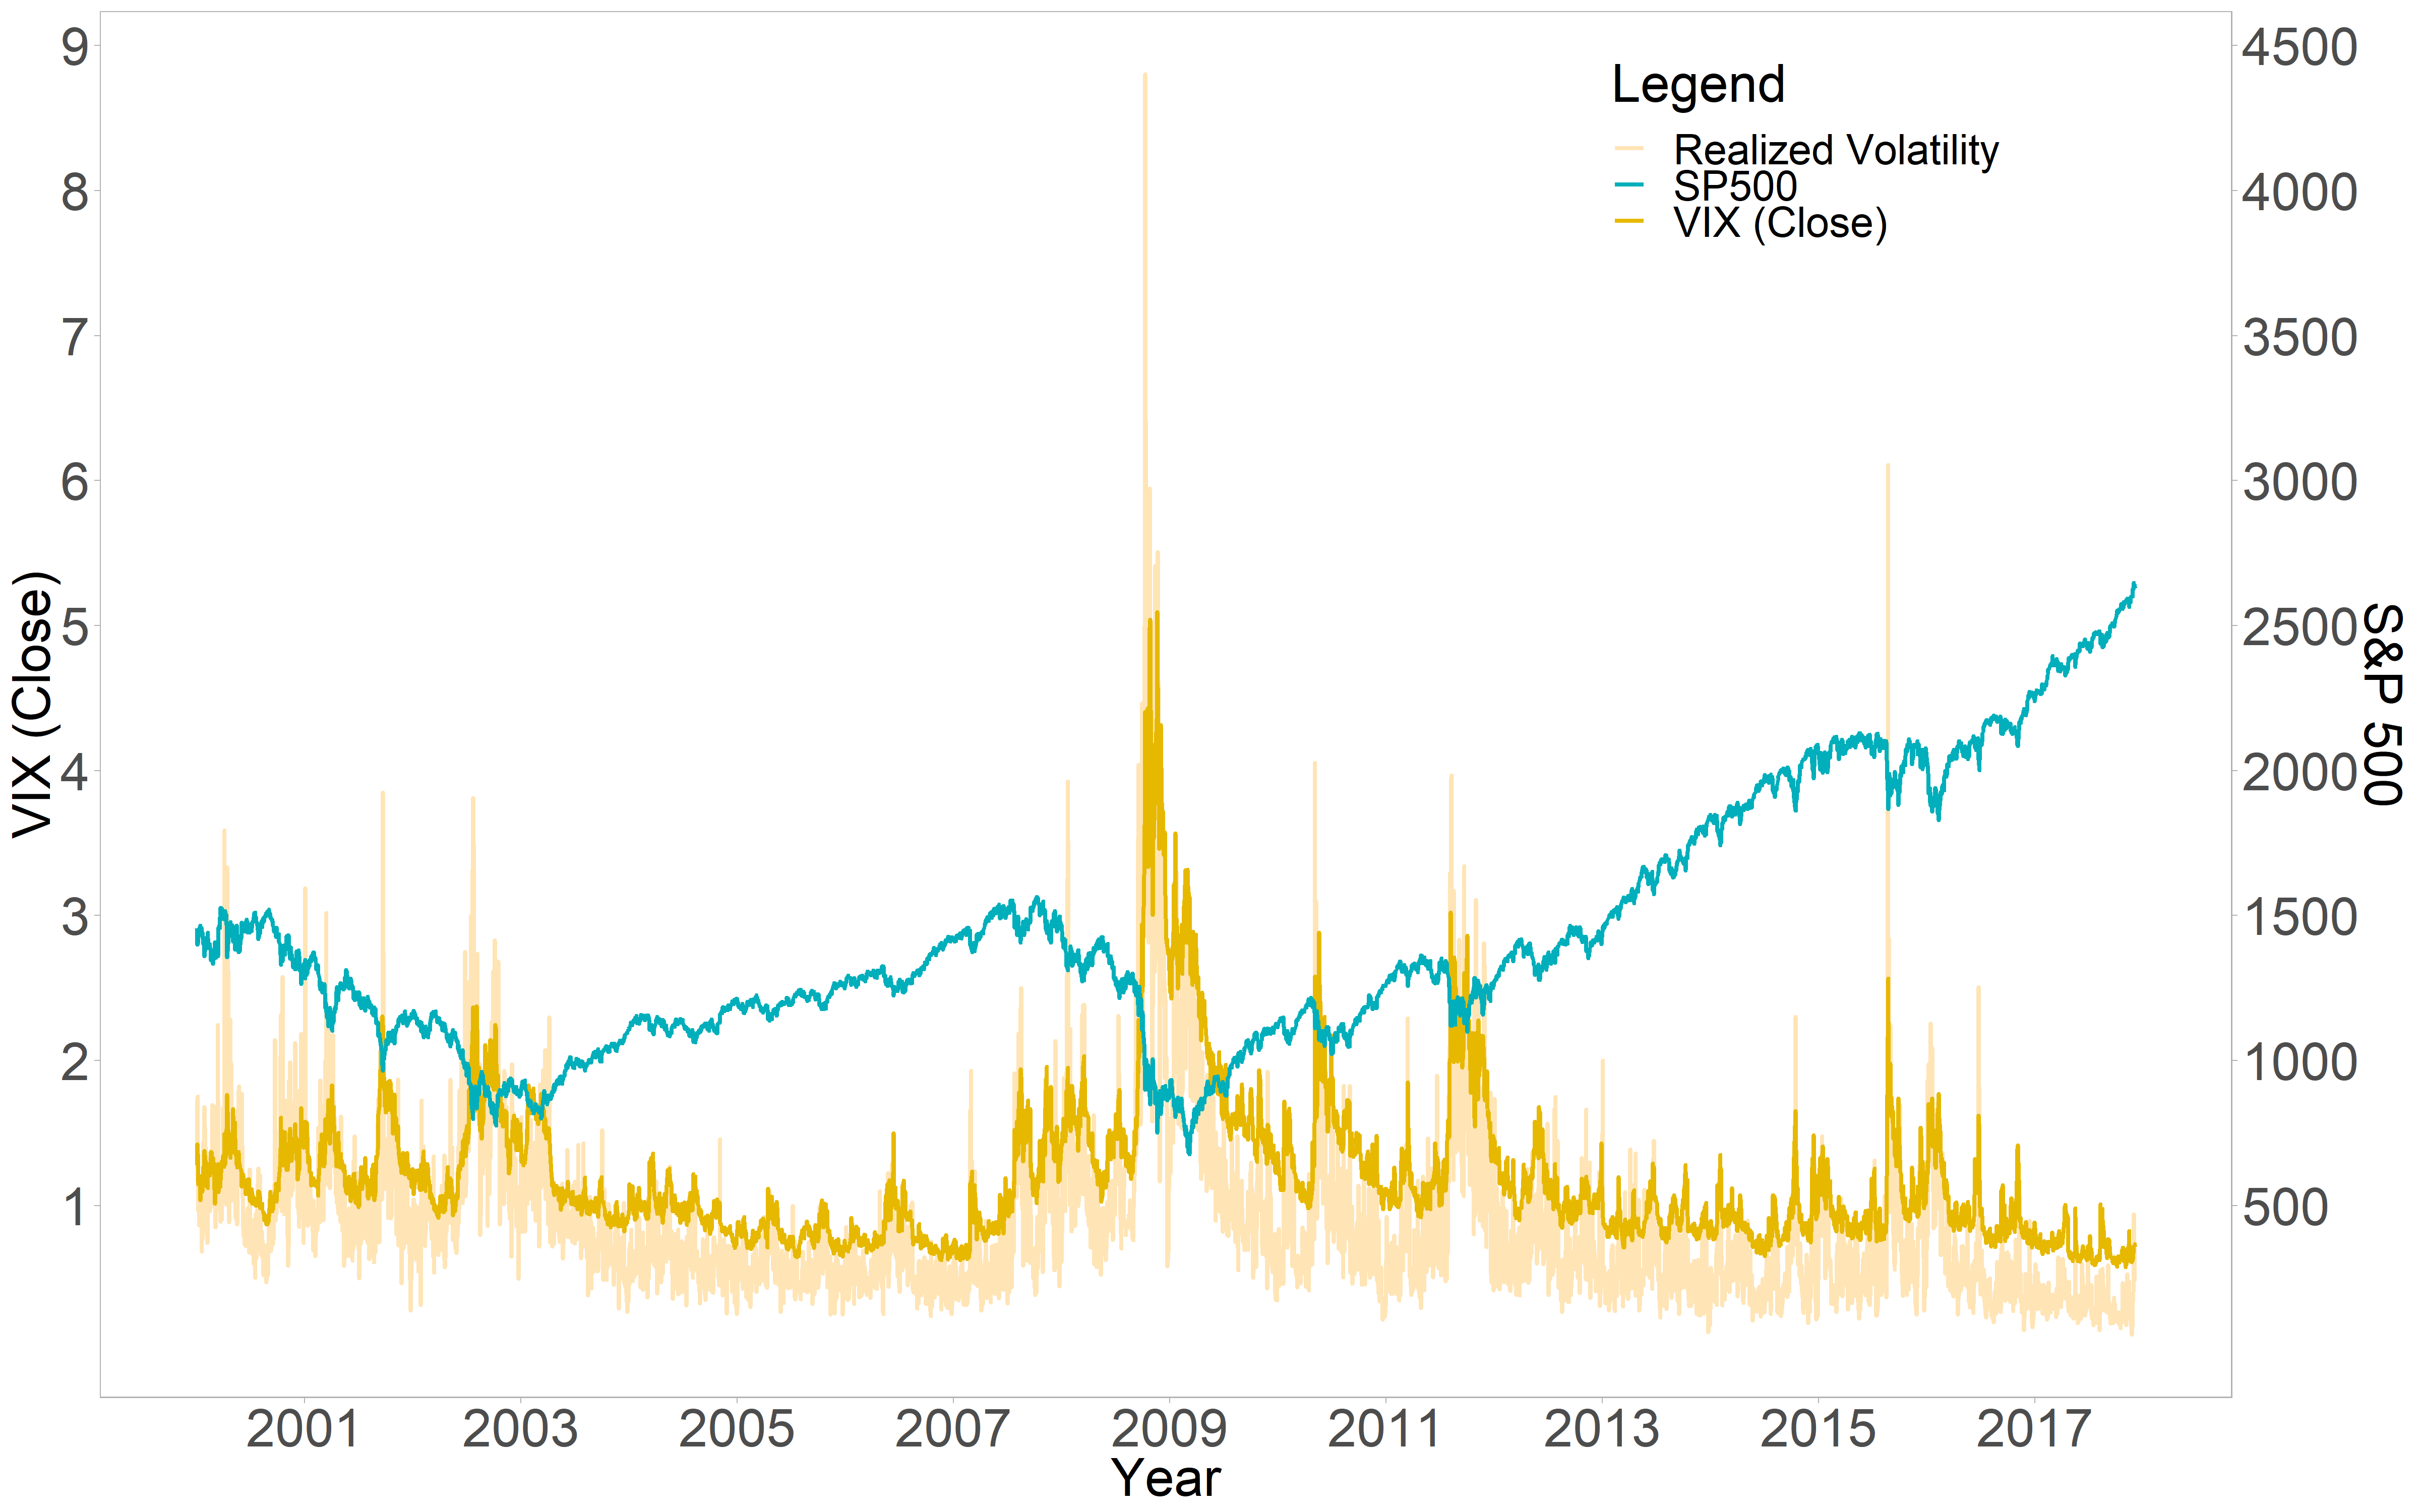 9
8
7
6
5
4
3
2
1
VIX (Close)
Legend
Realized Volatility
SP500
VIX (Close)
4500
4000
3500
3000
2500
2000
1500
1000
500
S&P 500
2001 2003 2005 2007 2009 2011 2013 2015 2017
Year